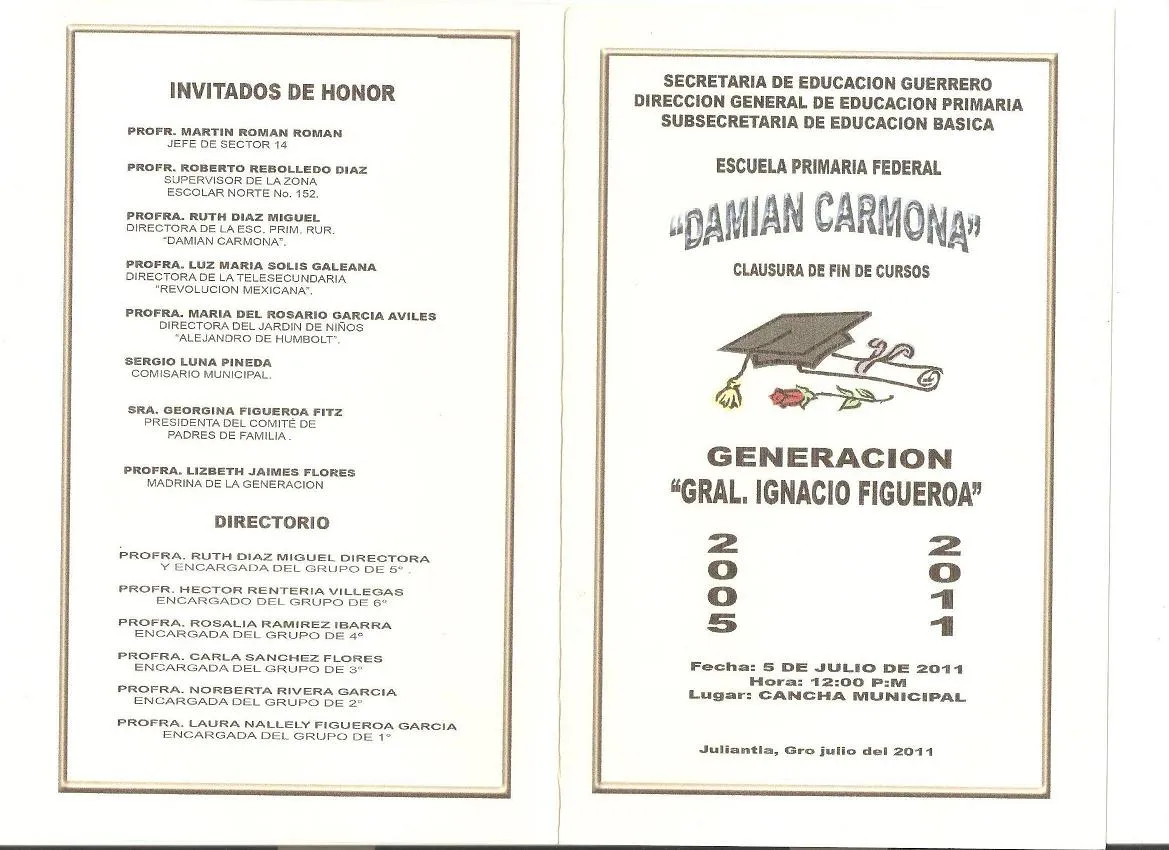 INVITADOS DE HONOR
PROFR. MARTIN ROMAN ROMAN
JEFE DE SECTOR 14
PROFR. ROBERTO REBOLLEDO DIAZ
SUPERVISOR DE LA ZONA
ESCOLAR NORTE No. 152.
PROFRA. RUTH DIAZ MIGUEL
DIRECTORA DE LA ESC. PRIM. RUR.
"DAMIAN CARMONA".
PROFRA. LUZ MARIA SOLIS GALEANA
DIRECTORA DE LA TELESECUNDARIA
"REVOLUCION MEXICANA".
PROFRA. MARIA DEL ROSARIO GARCIA AVILES
DIRECTORA DEL JARDIN DE NIÑOS
"ALEJANDRO DE HUMBOLT".
SERGIO LUNA PINEDA
COMISARIO MUNICIPAL.
SRA. GEORGINA FIGUEROA FITZ
PRESIDENTA DEL COMITÉ DE
PADRES DE FAMILIA .
PROFRA. LIZBETH JAIMES FLORES
MADRINA DE LA GENERACION
DIRECTORIO
PROFRA. RUTH DIAZ MIGUEL DIRECTORA
Y ENCARGADA DEL GRUPO DE 5° .
PROFR. HECTOR RENTERIA VILLEGAS
ENCARGADO DEL GRUPO DE 6°
PROFRA. ROSALIA RAMIREZ IBARRA
ENCARGADA DEL GRUPO DE 4°
PROFRA. CARLA SANCHEZ FLORES
ENCARGADA DEL GRUPO DE 3°
PROFRA. NORBERTA RIVERA GARCIA
ENCARGADA DEL GRUPO DE 2°
PROFRA. LAURA NALLELY FIGUEROA GARCIA
ENCARGADA DEL GRUPO DE 1°
SECRETARIA DE EDUCACION GUERRERO
DIRECCION GENERAL DE EDUCACION PRIMARIA
SUBSECRETARIA DE EDUCACION BASICA
ESCUELA PRIMARIA FEDERAL
"DAMIAN CARMONA"
CLAUSURA DE FIN DE CURSOS
GENERACION
"GRAL. IGNACIO FIGUEROA"
2 2
0 0
0 1
5 1
Fecha: 5 DE JULIO DE 2011
Hora: 12:00 P:M
Lugar: CANCHA MUNICIPAL
Juliantla, Gro julio del 2011